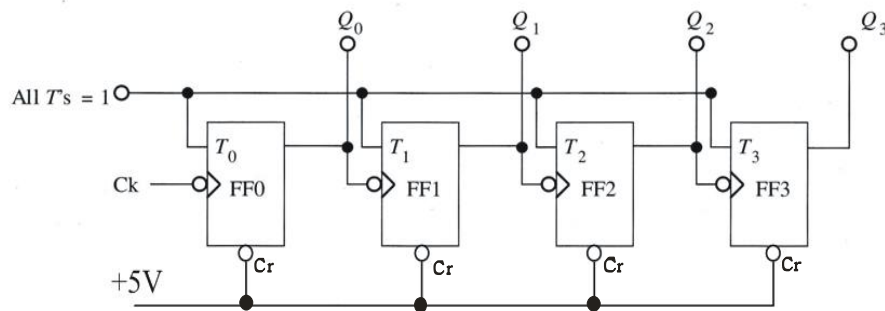 Q0 Q1 Q2 Q3
All T's = 1
T0 T1 T2 T3
Ck FF0 FF1 FF2 FF3
Cr Cr Cr Cr
+5V